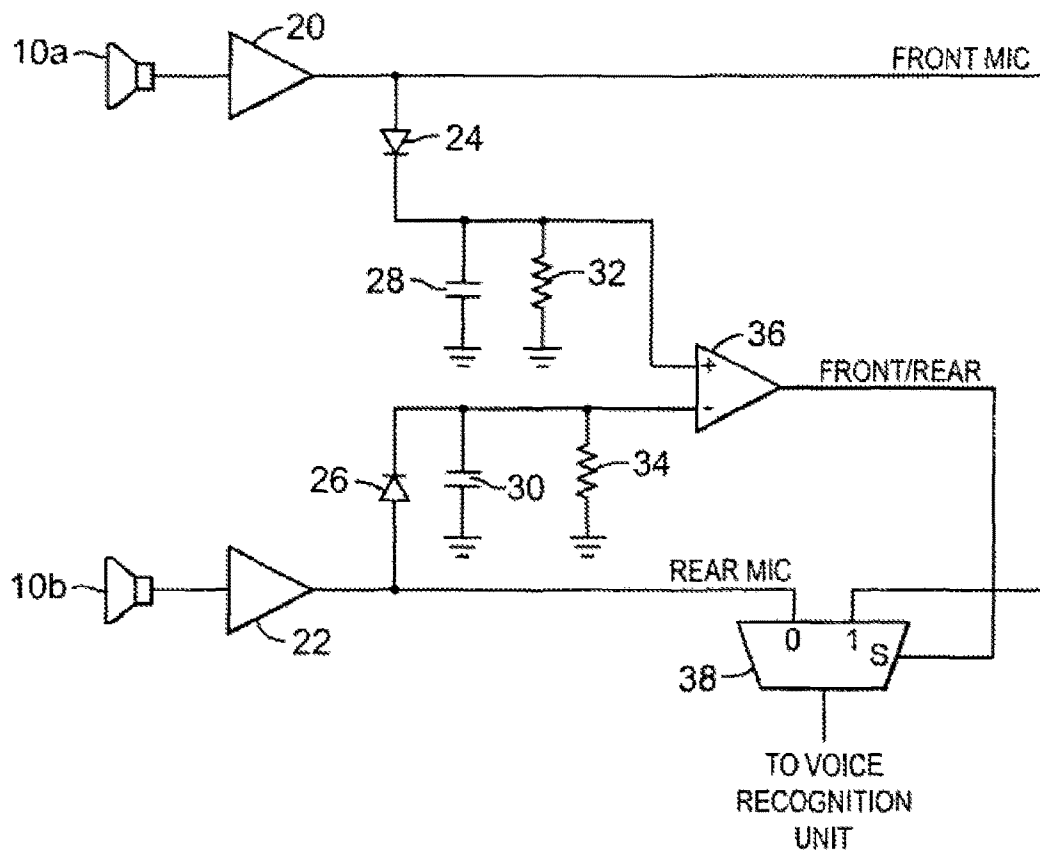 10a
20
FRONT MIC
24
28
32
36
+
-
FRONT/REAR
26
30
34
10b
22
REAR MIC
0
1
S
38
TO VOICE
RECOGNITION
UNIT